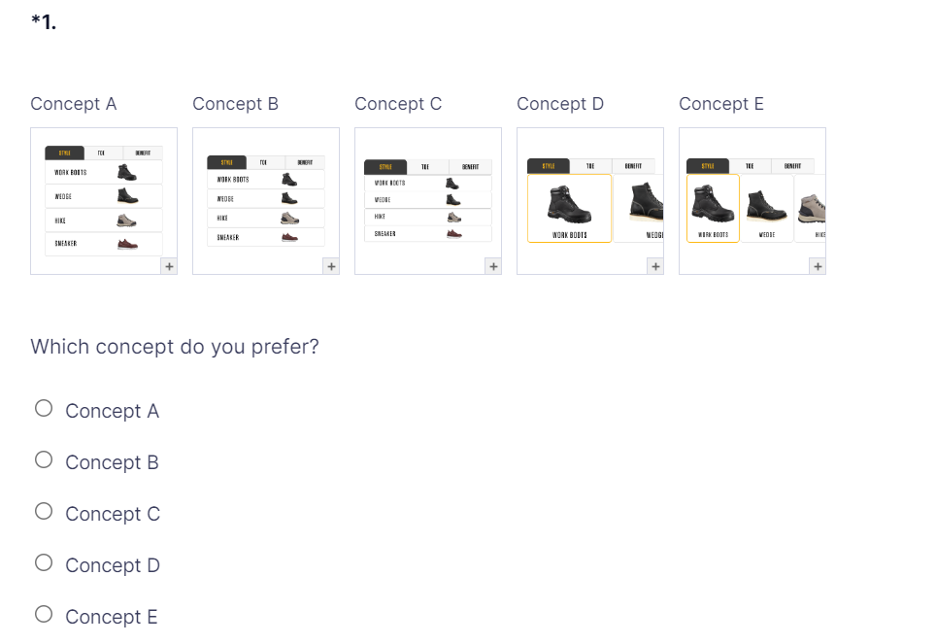 *1.
Concept A Concept B Concept C Concept D Concept E
STYLE TOE BENEFIT STYLE TOE BENEFIT STYLE TOE BENEFIT STYLE TOE BENEFIT STYLE TOE BENEFIT
WORK BOOTS WORK BOOTS WORK BOOTS
WEDGE WEDGE WEDGE
HIKE HIKE HIKE
SNEAKER SNEAKER SNEAKER WORK BOOTS WORK BOOTS WEDGE
+ + + + +
Which concept do you prefer?
Concept A
Concept B
Concept C
Concept D
Concept E